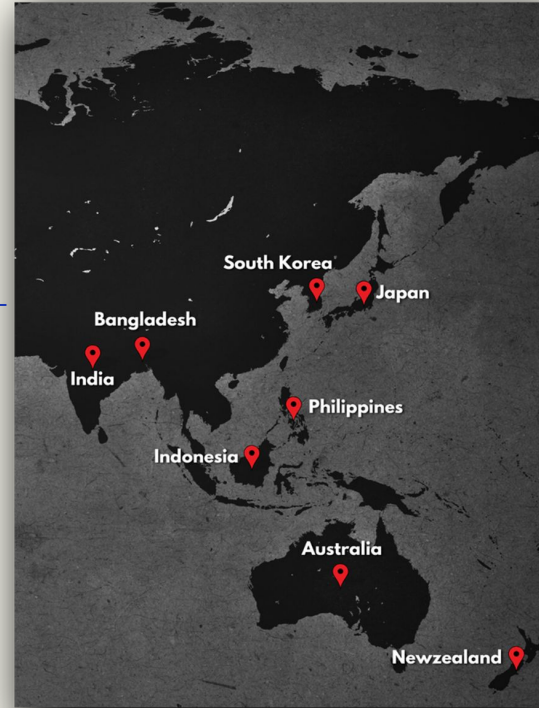 South Korea
Japan
Bangladesh
India
Philippines
Indonesia
Australia
Newzealand